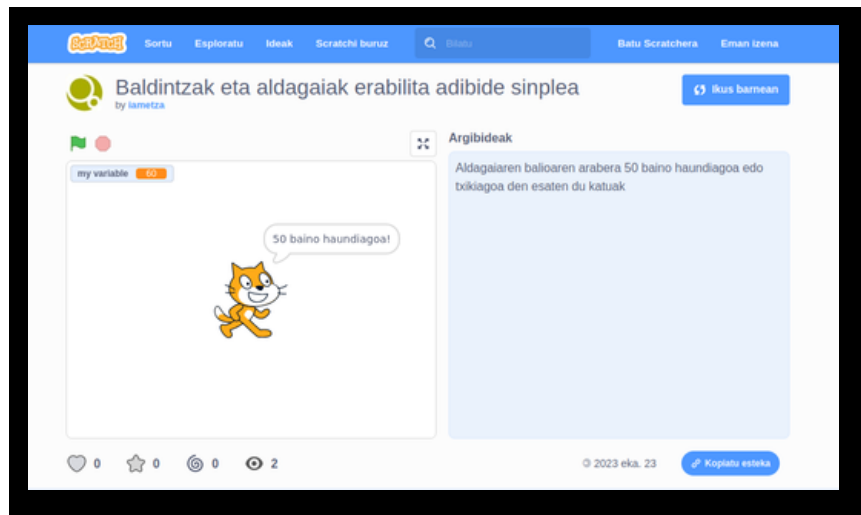 SCRATCH Sortu Esploratu Ideak Scratchi buruz Bilatu Batu Scratchera Eman izena
Baldintzak eta aldagaiak erabilita adibide sinplea
by iametza
Ikus barnean
Argibideak
my variable 60
Aldagaiaren balioaren arabera 50 baino haundiagoa edo
txikiagoa den esaten du katuak
50 baino haundiagoa!
0 0 0 2
© 2023 eka. 23
Kopiatu esteka